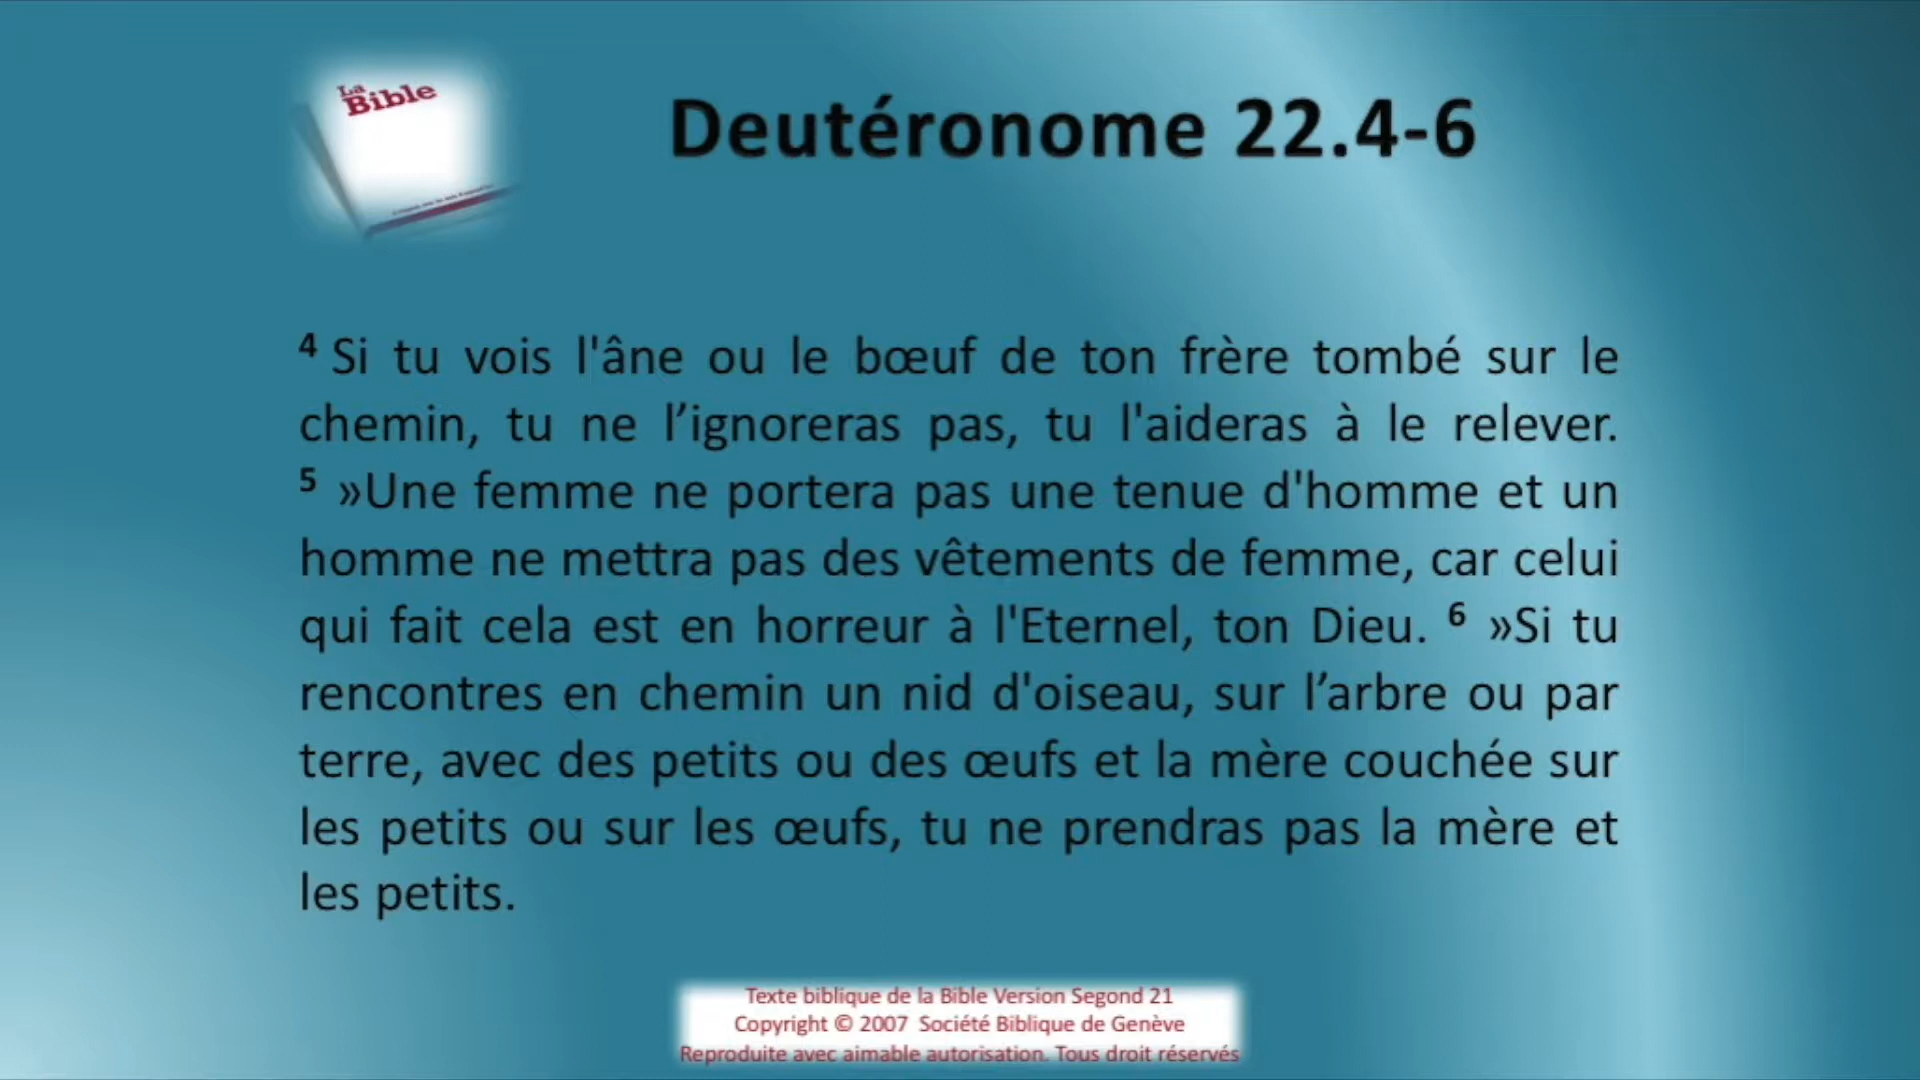 La
Bible
Deutéronome 22.4-6
4 Si tu vois l'âne ou le bœuf de ton frère tombé sur le
chemin, tu ne l’ignoreras pas, tu l'aideras à le relever.
5 »Une femme ne portera pas une tenue d'homme et un
homme ne mettra pas des vêtements de femme, car celui
qui fait cela est en horreur à l'Eternel, ton Dieu. 6 »Si tu
rencontres en chemin un nid d'oiseau, sur l’arbre ou par
terre, avec des petits ou des œufs et la mère couchée sur
les petits ou sur les œufs, tu ne prendras pas la mère et
les petits.
Texte biblique de la Bible Version Segond 21
Copyright © 2007 Société Biblique de Genève
Reproduite avec aimable autorisation. Tous droit réservés